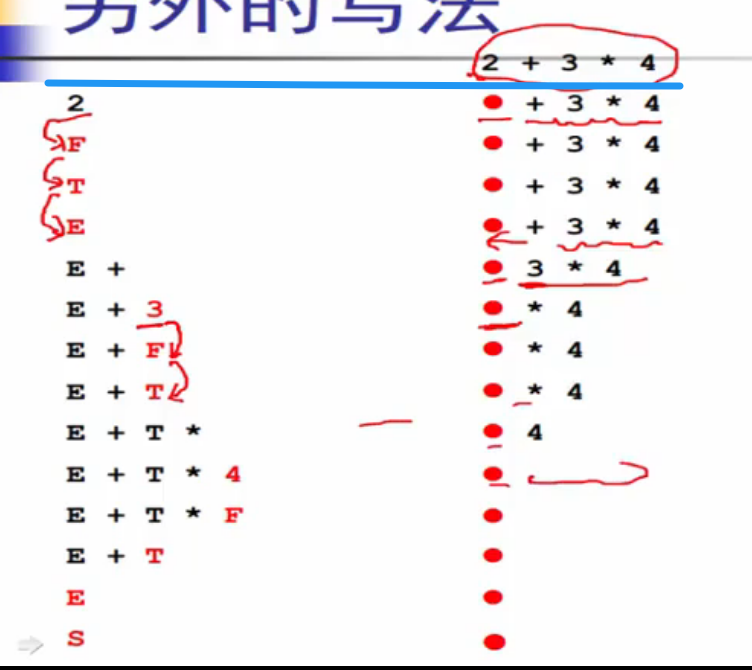 另外的写法
2 + 3 * 4
2 • + 3 * 4
F • + 3 * 4
T • + 3 * 4
E • + 3 * 4
E + • 3 * 4
E + 3 • * 4
E + F • * 4
E + T • * 4
E + T * • 4
E + T * 4 •
E + T * F •
E + T •
E •
S •